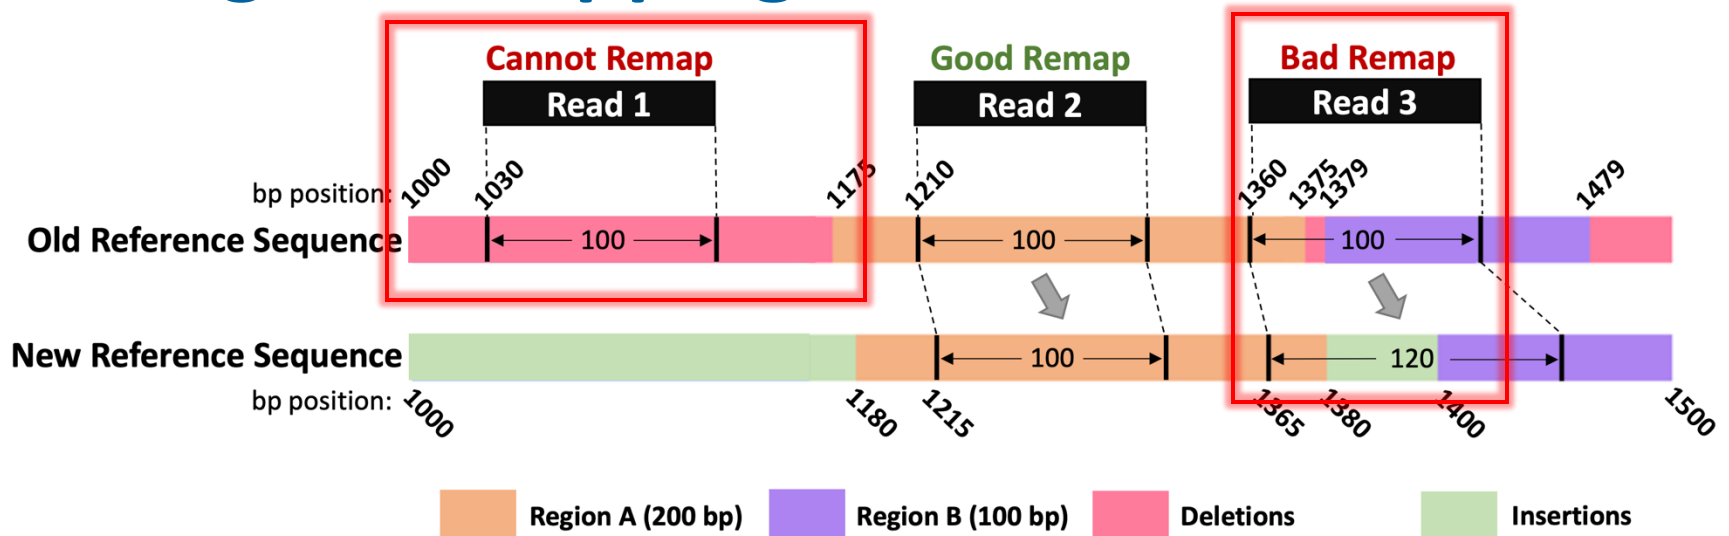 Cannot Remap
Good Remap
Bad Remap
Read 1
Read 2
Read 3
bp position: 1000 1030 1175 1210 1360 1375 1379 1479
Old Reference Sequence 100 100 100
New Reference Sequence 100 120
bp position: 1000 1180 1215 1365 1380 1400 1500
Region A (200 bp)
Region B (100 bp)
Deletions
Insertions